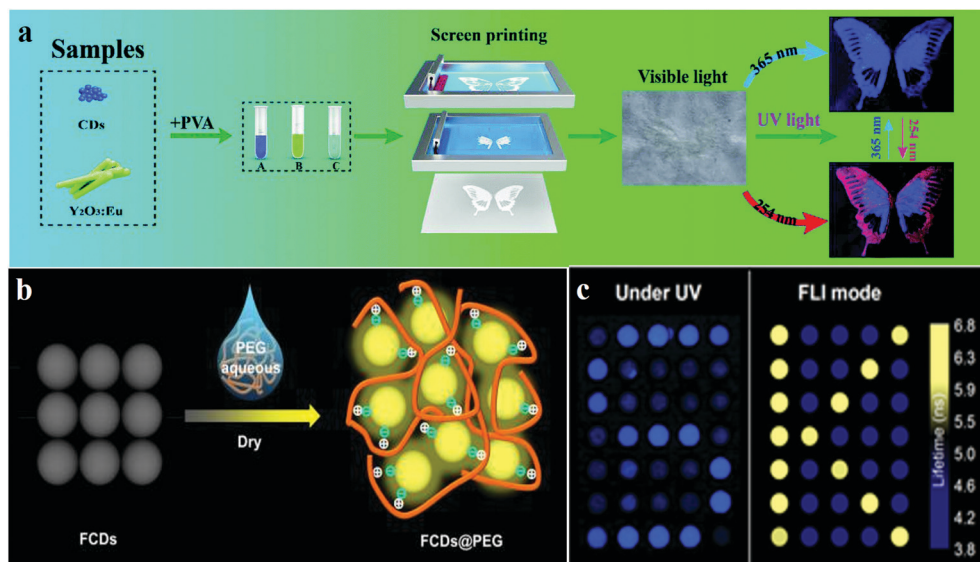 a
Samples
CDs
Y2O3:Eu
+PVA
A B C
Screen printing
Visible light
365 nm
UV light
254 nm
365 nm
254 nm
b
PEG
aqueous
Dry
FCDs
FCDs@PEG
c
Under UV
FLI mode
6.8
6.3
5.9
5.5
5.0
4.6
4.2
3.8
Lifetime (ns)